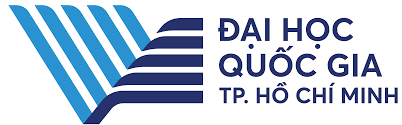 ĐẠI HỌC
QUỐC GIA
TP. HỒ CHÍ MINH